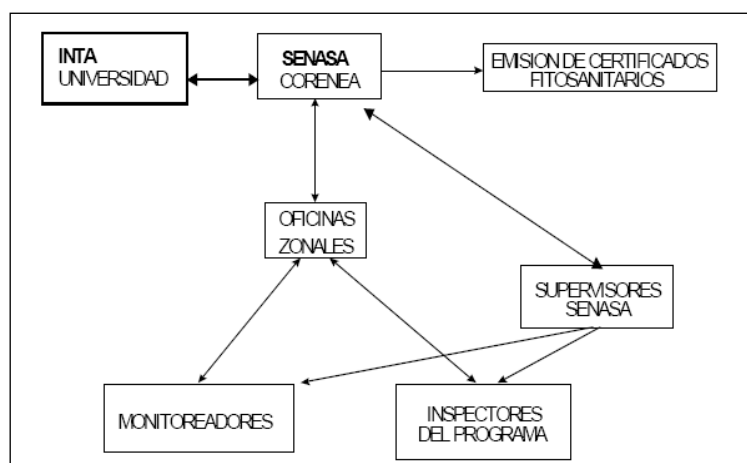 INTA
UNIVERSIDAD
SENASA
CORENEA
EMISION DE CERTIFICADOS
FITOSANITARIOS
OFICINAS
ZONALES
SUPERVISORES
SENASA
MONITOREADORES
INSPECTORES
DEL PROGRAMA